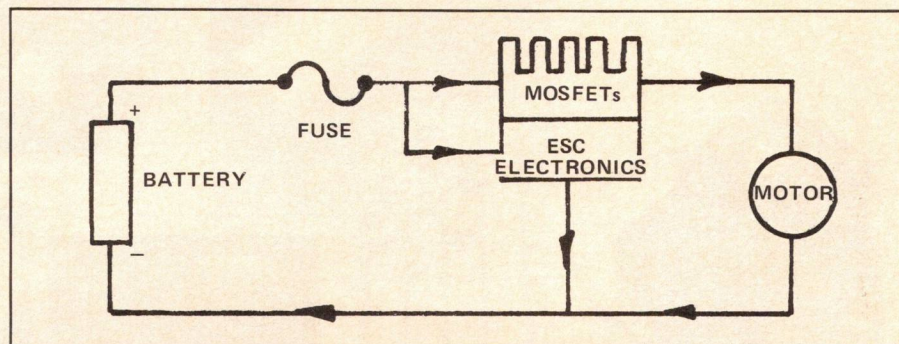 MOSFETs
FUSE
ESC
ELECTRONICS
+
BATTERY
MOTOR
–